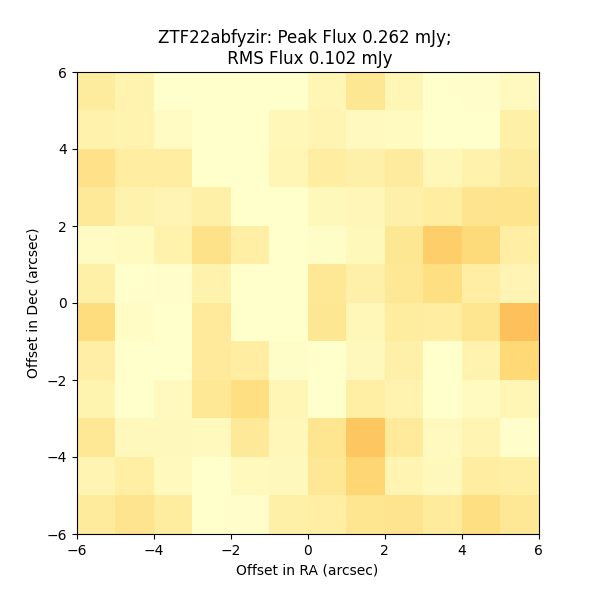 ZTF22abfyzir: Peak Flux 0.262 mJy;
RMS Flux 0.102 mJy
6
4
2
0
−2
−4
−6
Offset in Dec (arcsec)
−6 −4 −2 0 2 4 6
Offset in RA (arcsec)